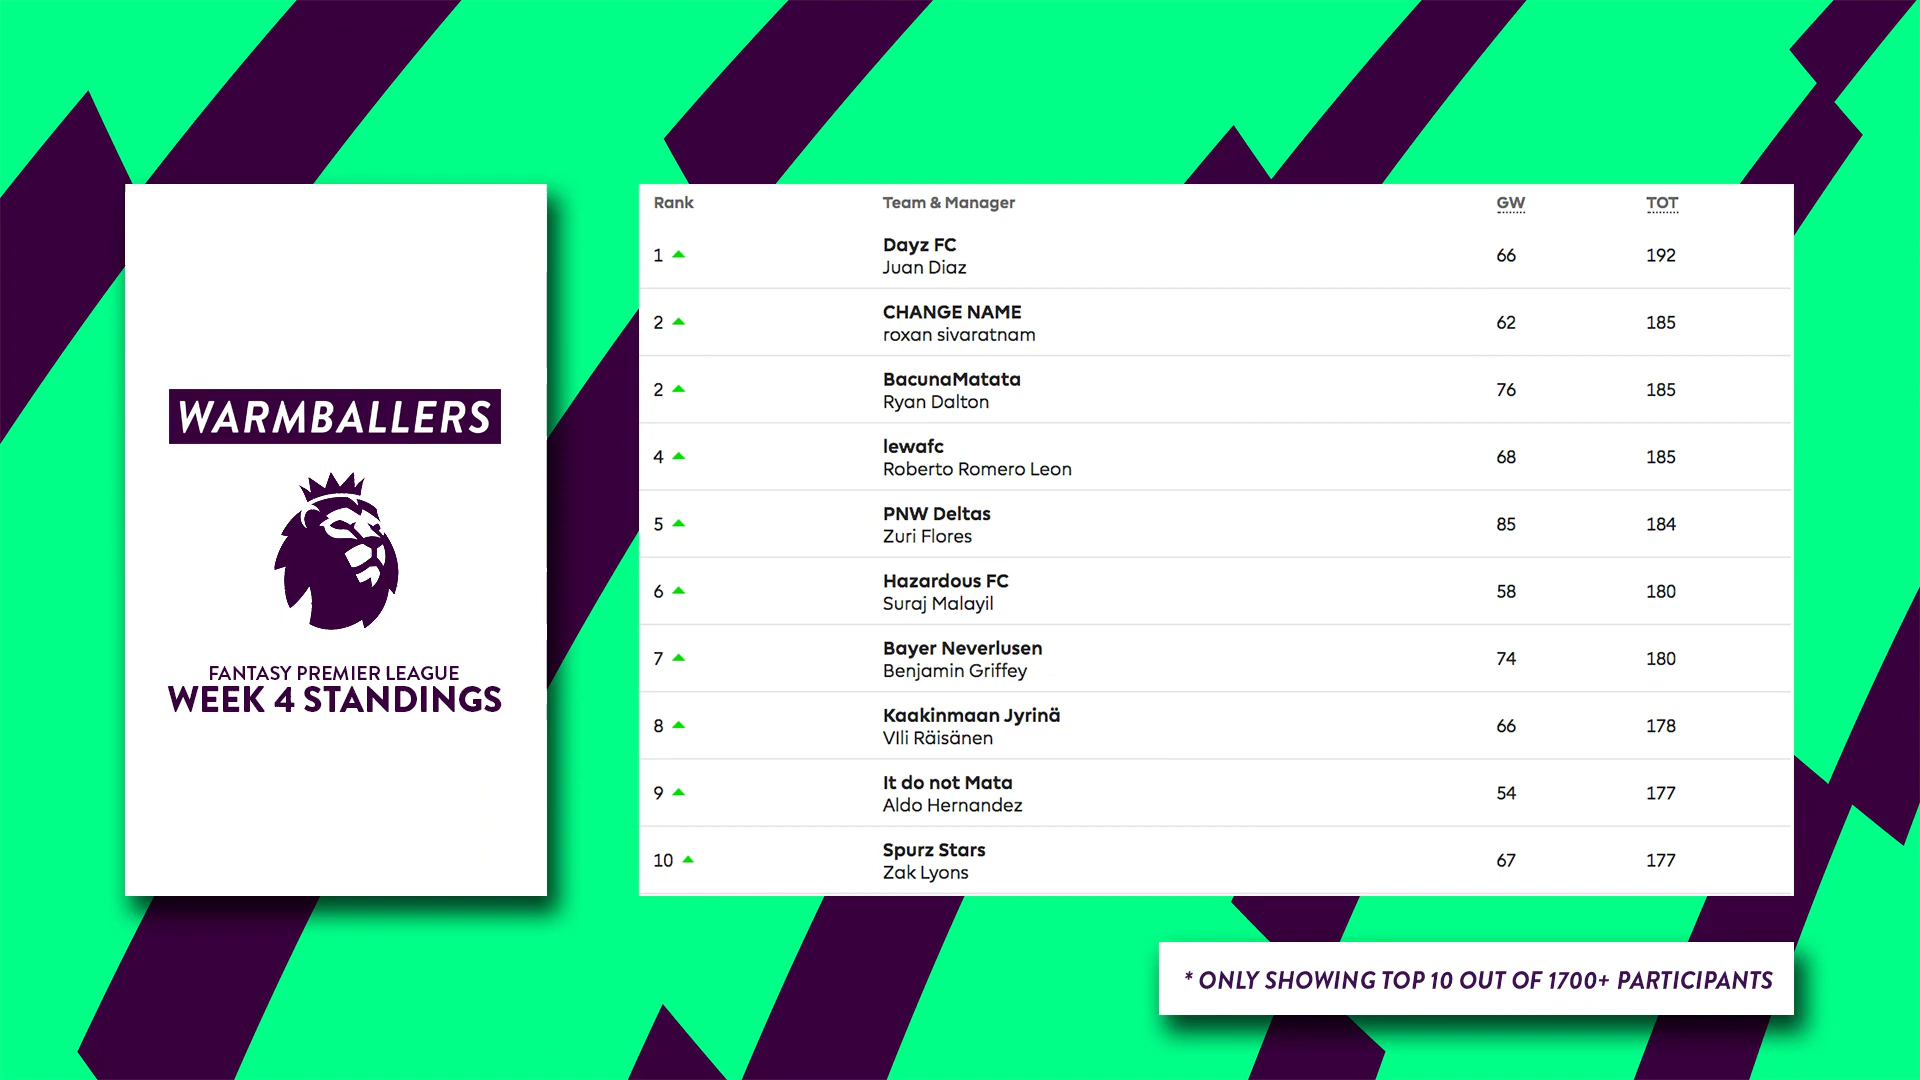 WARMBALLERS
FANTASY PREMIER LEAGUE
WEEK 4 STANDINGS
Rank Team & Manager GW TOT
1 Dayz FC 66 192
Juan Diaz
2 CHANGE NAME 62 185
roxan sivaratnam
2 BacunaMatata 76 185
Ryan Dalton
4 lewafc 68 185
Roberto Romero Leon
5 PNW Deltas 85 184
Zuri Flores
6 Hazardous FC 58 180
Suraj Malayil
7 Bayer Neverlusen 74 180
Benjamin Griffey
8 Kaakinmaan Jyrinä 66 178
VIli Räisänen
9 It do not Mata 54 177
Aldo Hernandez
10 Spurz Stars 67 177
Zak Lyons
* ONLY SHOWING TOP 10 OUT OF 1700+ PARTICIPANTS